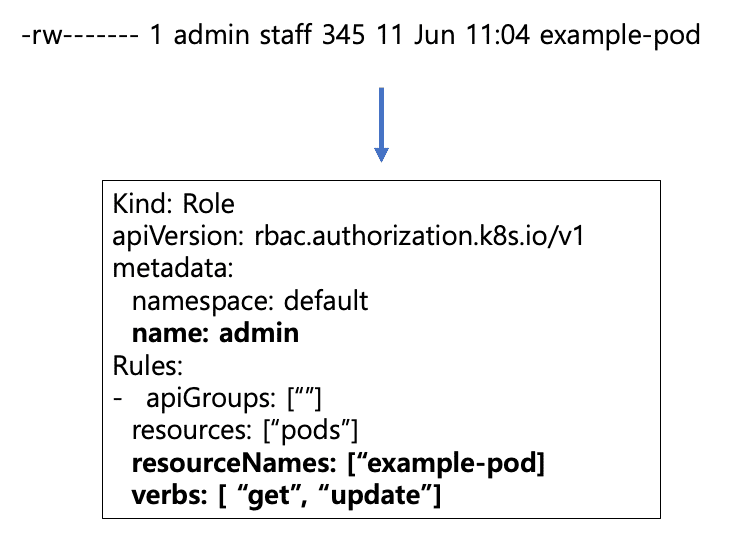 -rw------- 1 admin staff 345 11 Jun 11:04 example-pod
Kind: Role
apiVersion: rbac.authorization.k8s.io/v1
metadata:
namespace: default
name: admin
Rules:
- apiGroups: [“”]
resources: [“pods”]
resourceNames: [“example-pod]
verbs: [ “get”, “update”]